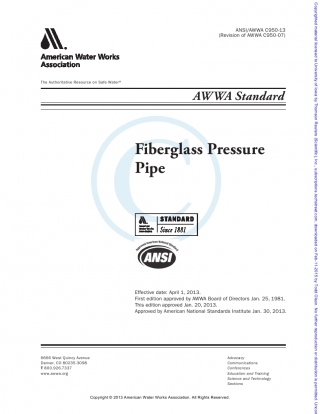 ANSI/AWWA C950-13
(Revision of AWWA C950-07)
American Water Works
Association
The Authoritative Resource on Safe Water®
AWWA Standard
Fiberglass Pressure
Pipe
STANDARD
Since 1881
ANSI
Effective date: April 1, 2013.
First edition approved by AWWA Board of Directors Jan. 25, 1981.
This edition approved Jan. 20, 2013.
Approved by American National Standards Institute Jan. 30, 2013.
6666 West Quincy Avenue
Denver, CO 80235-3098
T 800.926.7337
www.awwa.org
Advocacy
Communications
Conferences
Education and Training
Science and Technology
Sections
Copyright © 2013 American Water Works Association. All Rights Reserved.